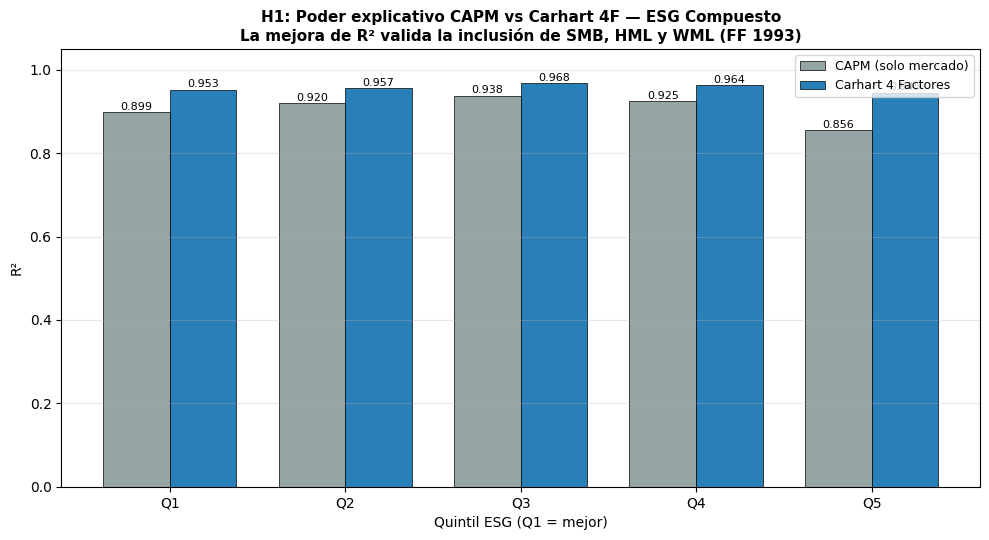 H1: Poder explicativo CAPM vs Carhart 4F — ESG Compuesto
La mejora de R² valida la inclusión de SMB, HML y WML (FF 1993)
CAPM (solo mercado)
Carhart 4 Factores
1.0
0.8
0.6
0.4
0.2
0.0
R²
0.899
0.953
0.920
0.957
0.938
0.968
0.925
0.964
0.856
Q1
Q2
Q3
Q4
Q5
Quintil ESG (Q1 = mejor)